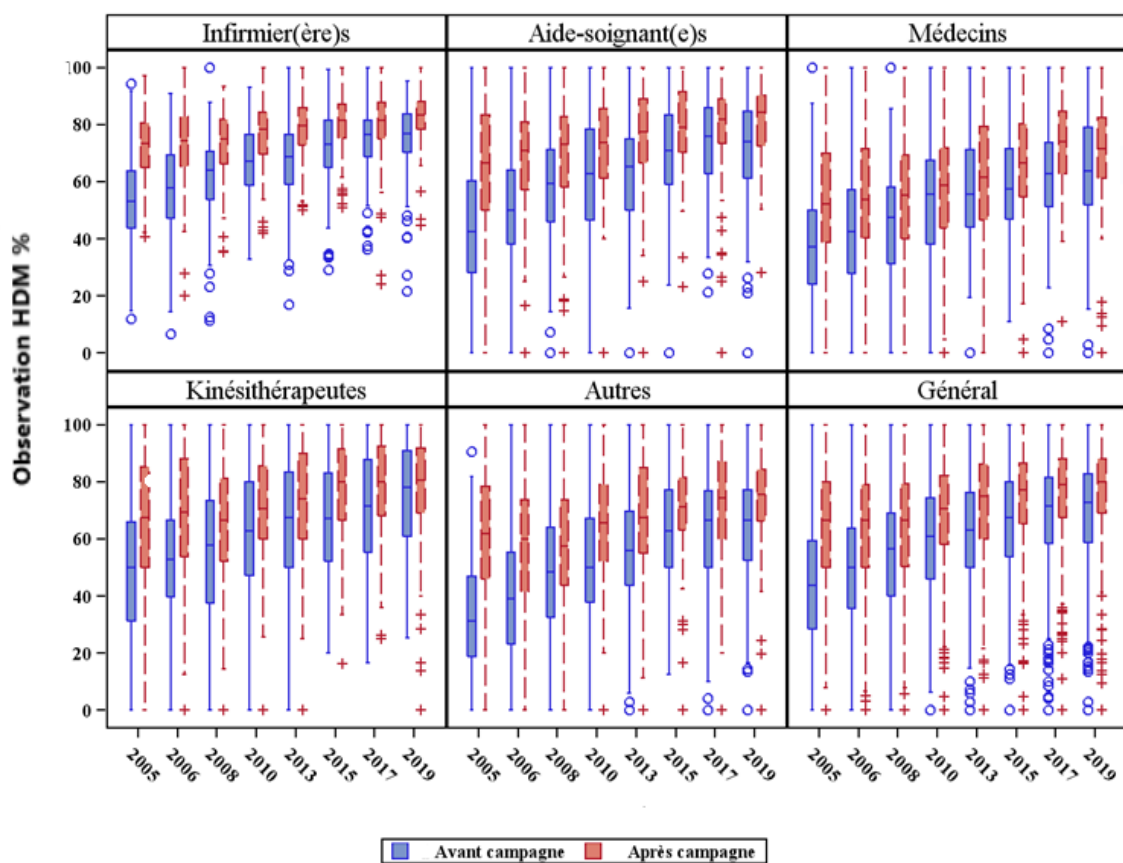 Infirmier(ère)s Aide-soignant(e)s Médecins
100
80
60
40
20
0
Observation HDM %
Kinésithérapeutes Autres Général
100
80
60
40
20
0
2005 2006 2008 2010 2013 2015 2017 2019 2005 2006 2008 2010 2013 2015 2017 2019 2005 2006 2008 2010 2013 2015 2017 2019
Avant campagne Après campagne